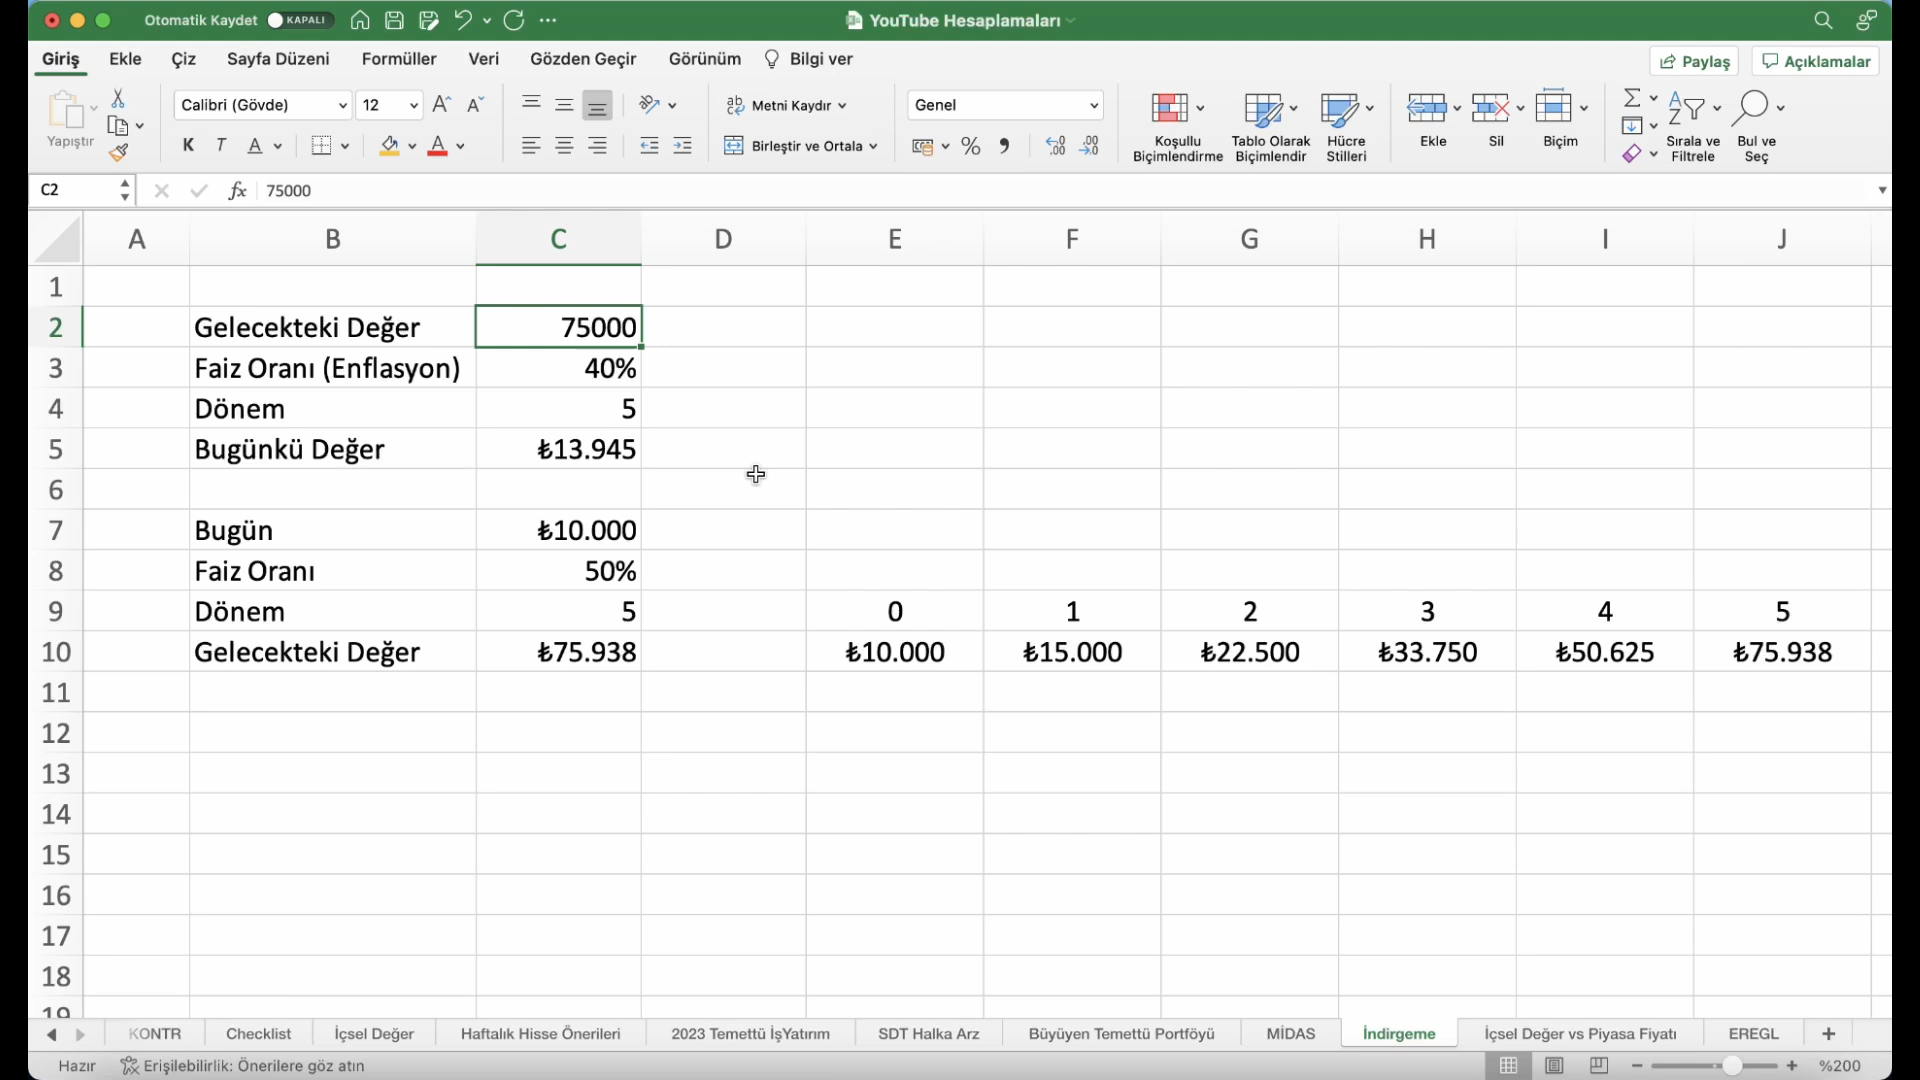 Otomatik Kaydet KAPALI YouTube Hesaplamaları
Giriş Ekle Çiz Sayfa Düzeni Formüller Veri Gözden Geçir Görünüm Bilgi ver Paylaş Açıklamalar
Calibri (Gövde) 12 Metni Kaydır Genel
Yapıştır K T A Birleştir ve Ortala % Koşullu Biçimlendirme Tablo Olarak Biçimlendir Hücre Stilleri Ekle Sil Biçim Sırala ve Filtrele Bul ve Seç
C2 fx 75000
A B C D E F G H I J
1
2 Gelecekteki Değer 75000
3 Faiz Oranı (Enflasyon) 40%
4 Dönem 5
5 Bugünkü Değer ₺13.945
6
7 Bugün ₺10.000
8 Faiz Oranı 50%
9 Dönem 5 0 1 2 3 4 5
10 Gelecekteki Değer ₺75.938 ₺10.000 ₺15.000 ₺22.500 ₺33.750 ₺50.625 ₺75.938
11
12
13
14
15
16
17
18
19
KONTR Checklist İçsel Değer Haftalık Hisse Önerileri 2023 Temettü İşYatırım SDT Halka Arz Büyüyen Temettü Portföyü MİDAS İndirgeme İçsel Değer vs Piyasa Fiyatı EREGL +
Hazır Erişilebilirlik: Önerilere göz atın %200